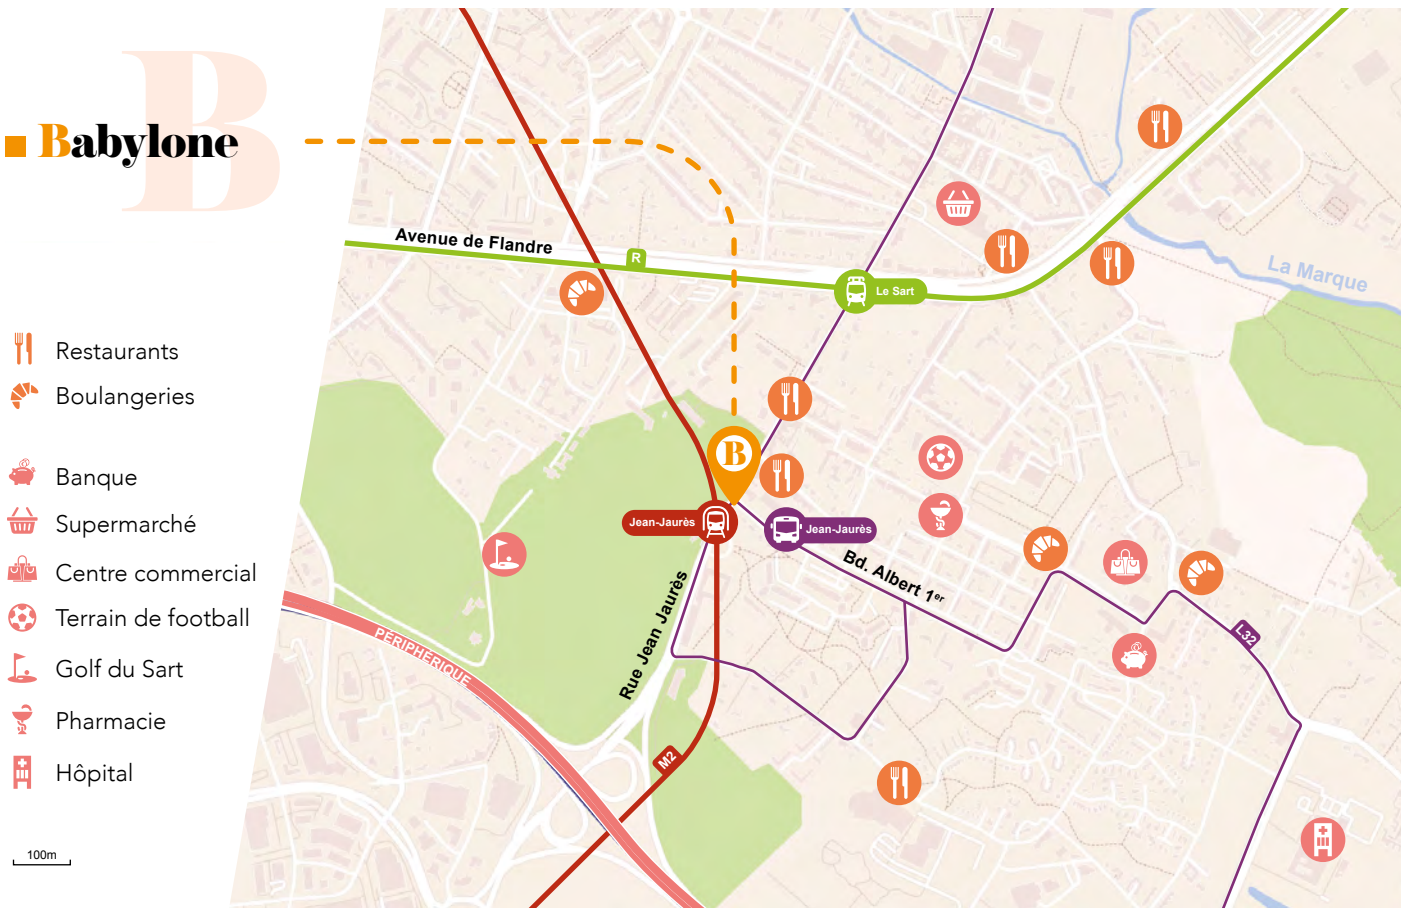 B
Babylone
Avenue de Flandre
R
Le Sart
La Marque
Restaurants
Boulangeries
Banque
Supermarché
Centre commercial
Terrain de football
Golf du Sart
Pharmacie
Hôpital
100m
B
Jean-Jaurès
Jean-Jaurès
Bd. Albert 1er
Rue Jean Jaurès
PÉRIPHÉRIQUE
L32
M2